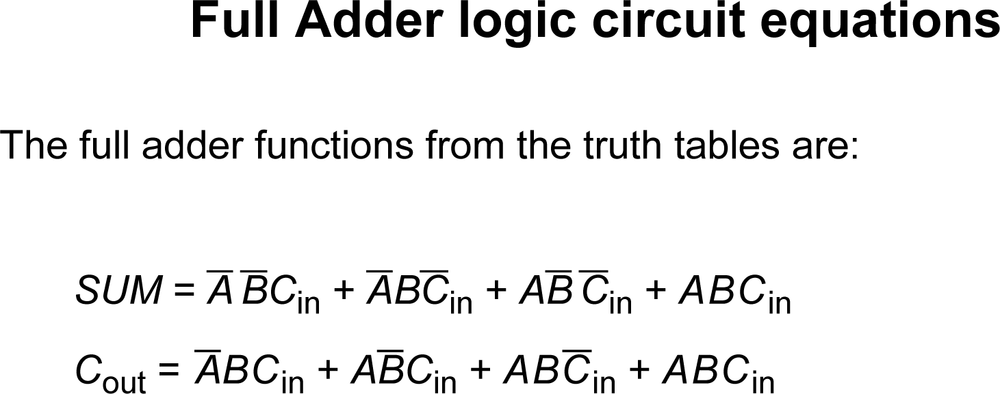 Full Adder logic circuit equations
The full adder functions from the truth tables are:
SUM = A̅ B̅Cin + A̅BC̅in + AB̅ C̅in + ABCin
Cout = A̅BCin + AB̅Cin + ABC̅in + ABCin